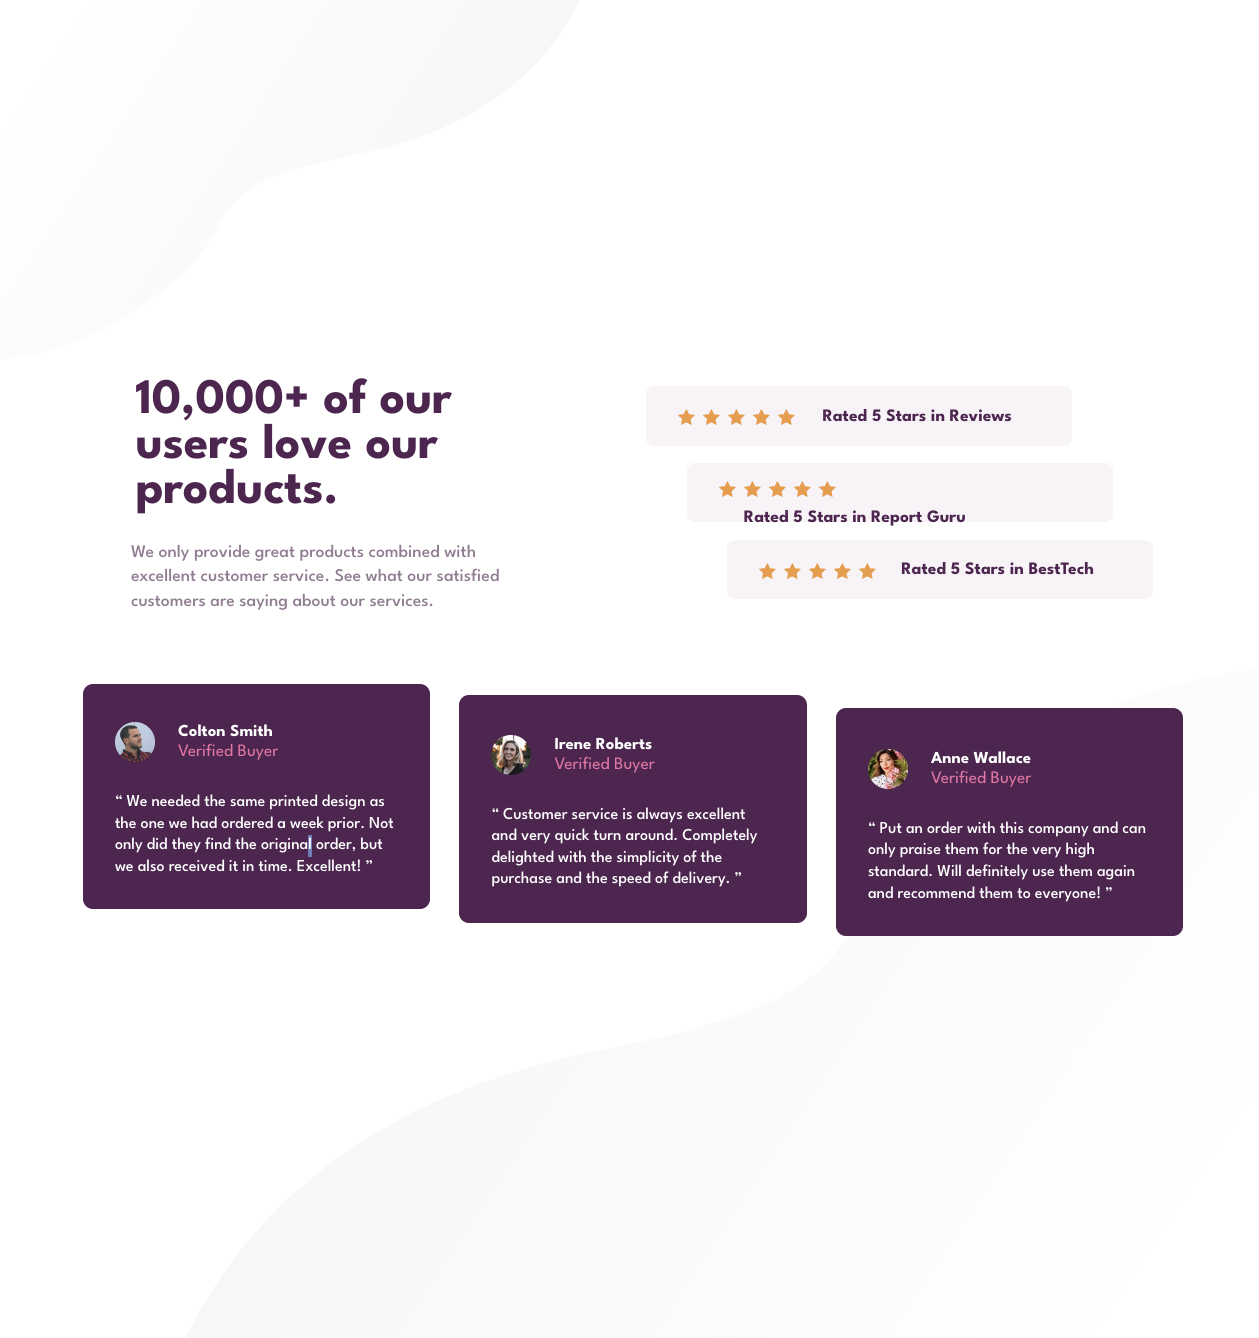 10,000+ of our
users love our
products.
We only provide great products combined with
excellent customer service. See what our satisfied
customers are saying about our services.
Rated 5 Stars in Reviews
Rated 5 Stars in Report Guru
Rated 5 Stars in BestTech
Colton Smith
Verified Buyer
“ We needed the same printed design as
the one we had ordered a week prior. Not
only did they find the original order, but
we also received it in time. Excellent! ”
Irene Roberts
Verified Buyer
“ Customer service is always excellent
and very quick turn around. Completely
delighted with the simplicity of the
purchase and the speed of delivery. ”
Anne Wallace
Verified Buyer
“ Put an order with this company and can
only praise them for the very high
standard. Will definitely use them again
and recommend them to everyone! ”